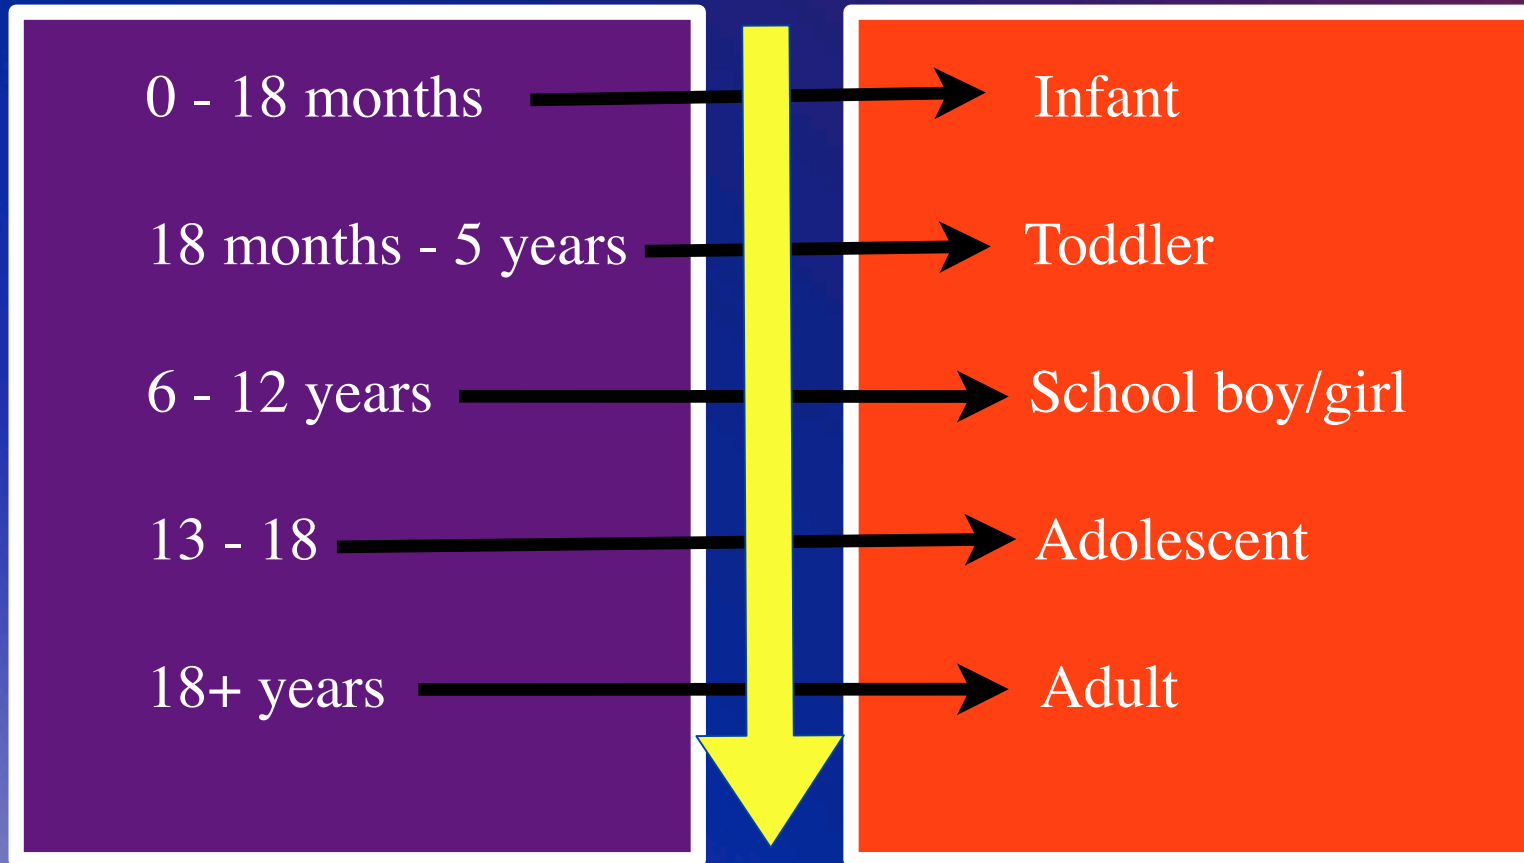 0 - 18 months
Infant
18 months - 5 years
Toddler
6 - 12 years
School boy/girl
13 - 18
Adolescent
18+ years
Adult